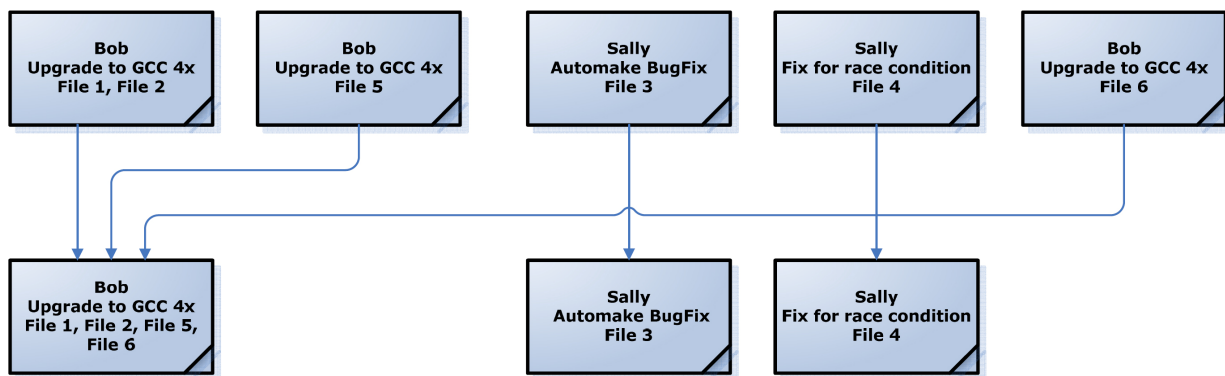 Bob
Upgrade to GCC 4x
File 1, File 2
Bob
Upgrade to GCC 4x
File 5
Sally
Automake BugFix
File 3
Sally
Fix for race condition
File 4
Bob
Upgrade to GCC 4x
File 6
Bob
Upgrade to GCC 4x
File 1, File 2, File 5,
File 6
Sally
Automake BugFix
File 3
Sally
Fix for race condition
File 4